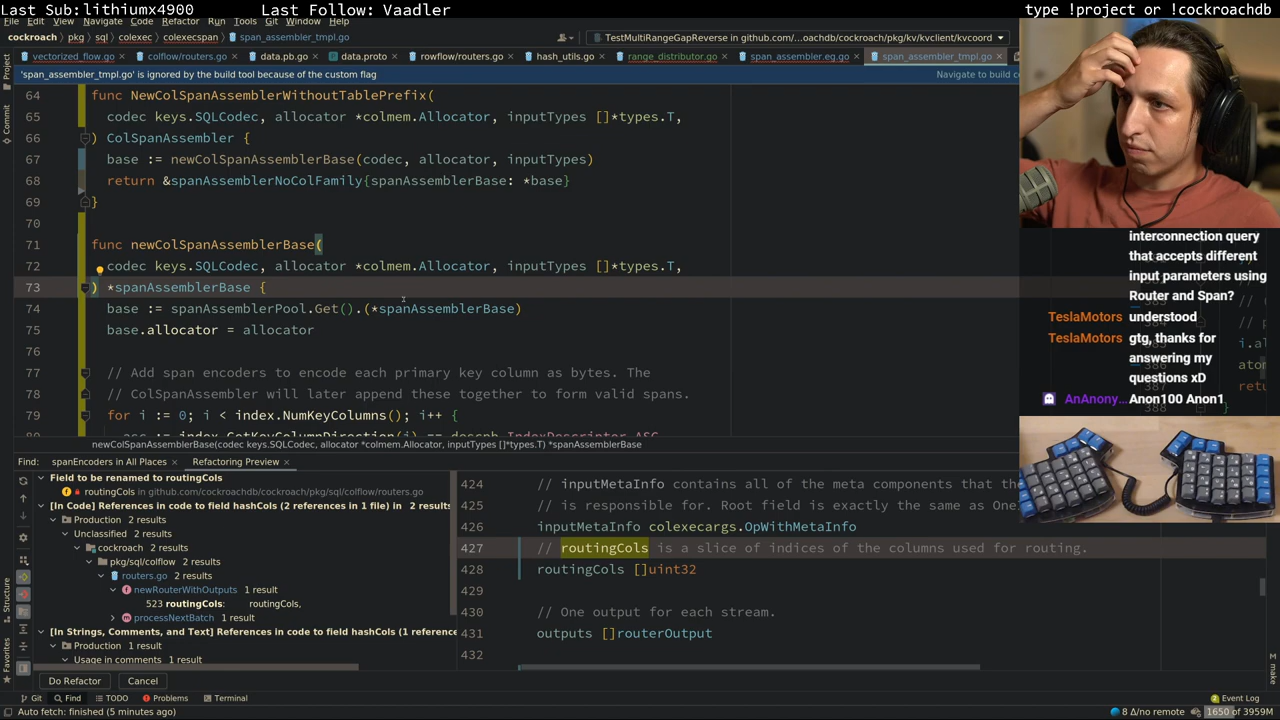 Last Sub:lithiumx4900
Last Follow: Vaadler
type !project or !cockroachdb
File Edit View Navigate Code Refactor Run Tools Git Window Help
cockroach › pkg › sql › colexec › colexecspan › span_assembler_tmpl.go
TestMultiRangeGapReverse in github.com/...oachdb/cockroach/pkg/kv/kvclient/kvcoord
vectorized_flow.go colflow/routers.go data.pb.go data.proto rowflow/routers.go hash_utils.go range_distributor.go span_assembler.eg.go span_assembler_tmpl.go
'span_assembler_tmpl.go' is ignored by the build tool because of the custom flag
Navigate to build co
64 func NewColSpanAssemblerWithoutTablePrefix(
65 codec keys.SQLCodec, allocator *colmem.Allocator, inputTypes []*types.T,
66 ) ColSpanAssembler {
67 base := newColSpanAssemblerBase(codec, allocator, inputTypes)
68 return &spanAssemblerNoColFamily{spanAssemblerBase: *base}
69 }
70
71 func newColSpanAssemblerBase(
72 codec keys.SQLCodec, allocator *colmem.Allocator, inputTypes []*types.T,
73 ) *spanAssemblerBase {
74 base := spanAssemblerPool.Get().(*spanAssemblerBase)
75 base.allocator = allocator
76
77 // Add span encoders to encode each primary key column as bytes. The
78 // ColSpanAssembler will later append these together to form valid spans.
79 for i := 0; i < index.NumKeyColumns(); i++ {
newColSpanAssemblerBase(codec keys.SQLCodec, allocator *colmem.Allocator, inputTypes []*types.T) *spanAssemblerBase
interconnection query
that accepts different
input parameters using
Router and Span?
TeslaMotors understood
TeslaMotors gtg, thanks for
answering my
questions xD
AnAnony... Anon100 Anon1
Project
Commit
Structure
Favorites
Find: spanEncoders in All Places Refactoring Preview
Field to be renamed to routingCols
routingCols in github.com/cockroachdb/cockroach/pkg/sql/colflow/routers.go
[In Code] References in code to field hashCols (2 references in 1 file) in 2 results
Production 2 results
Unclassified 2 results
cockroach 2 results
pkg/sql/colflow 2 results
routers.go 2 results
newRouterWithOutputs 1 result
523 routingCols: routingCols,
processNextBatch 1 result
[In Strings, Comments, and Text] References in code to field hashCols (1 reference
Production 1 result
Usage in comments 1 result
424 // inputMetaInfo contains all of the meta components that the
425 // is responsible for. Root field is exactly the same as One
426 inputMetaInfo colexecargs.OpWithMetaInfo
427 // routingCols is a slice of indices of the columns used for routing.
428 routingCols []uint32
429
430 // One output for each stream.
431 outputs []routerOutput
432
Do Refactor Cancel
Git Find TODO Problems Terminal
Event Log
Auto fetch: finished (5 minutes ago)
8 Δ/no remote
1650 of 3959M
M make